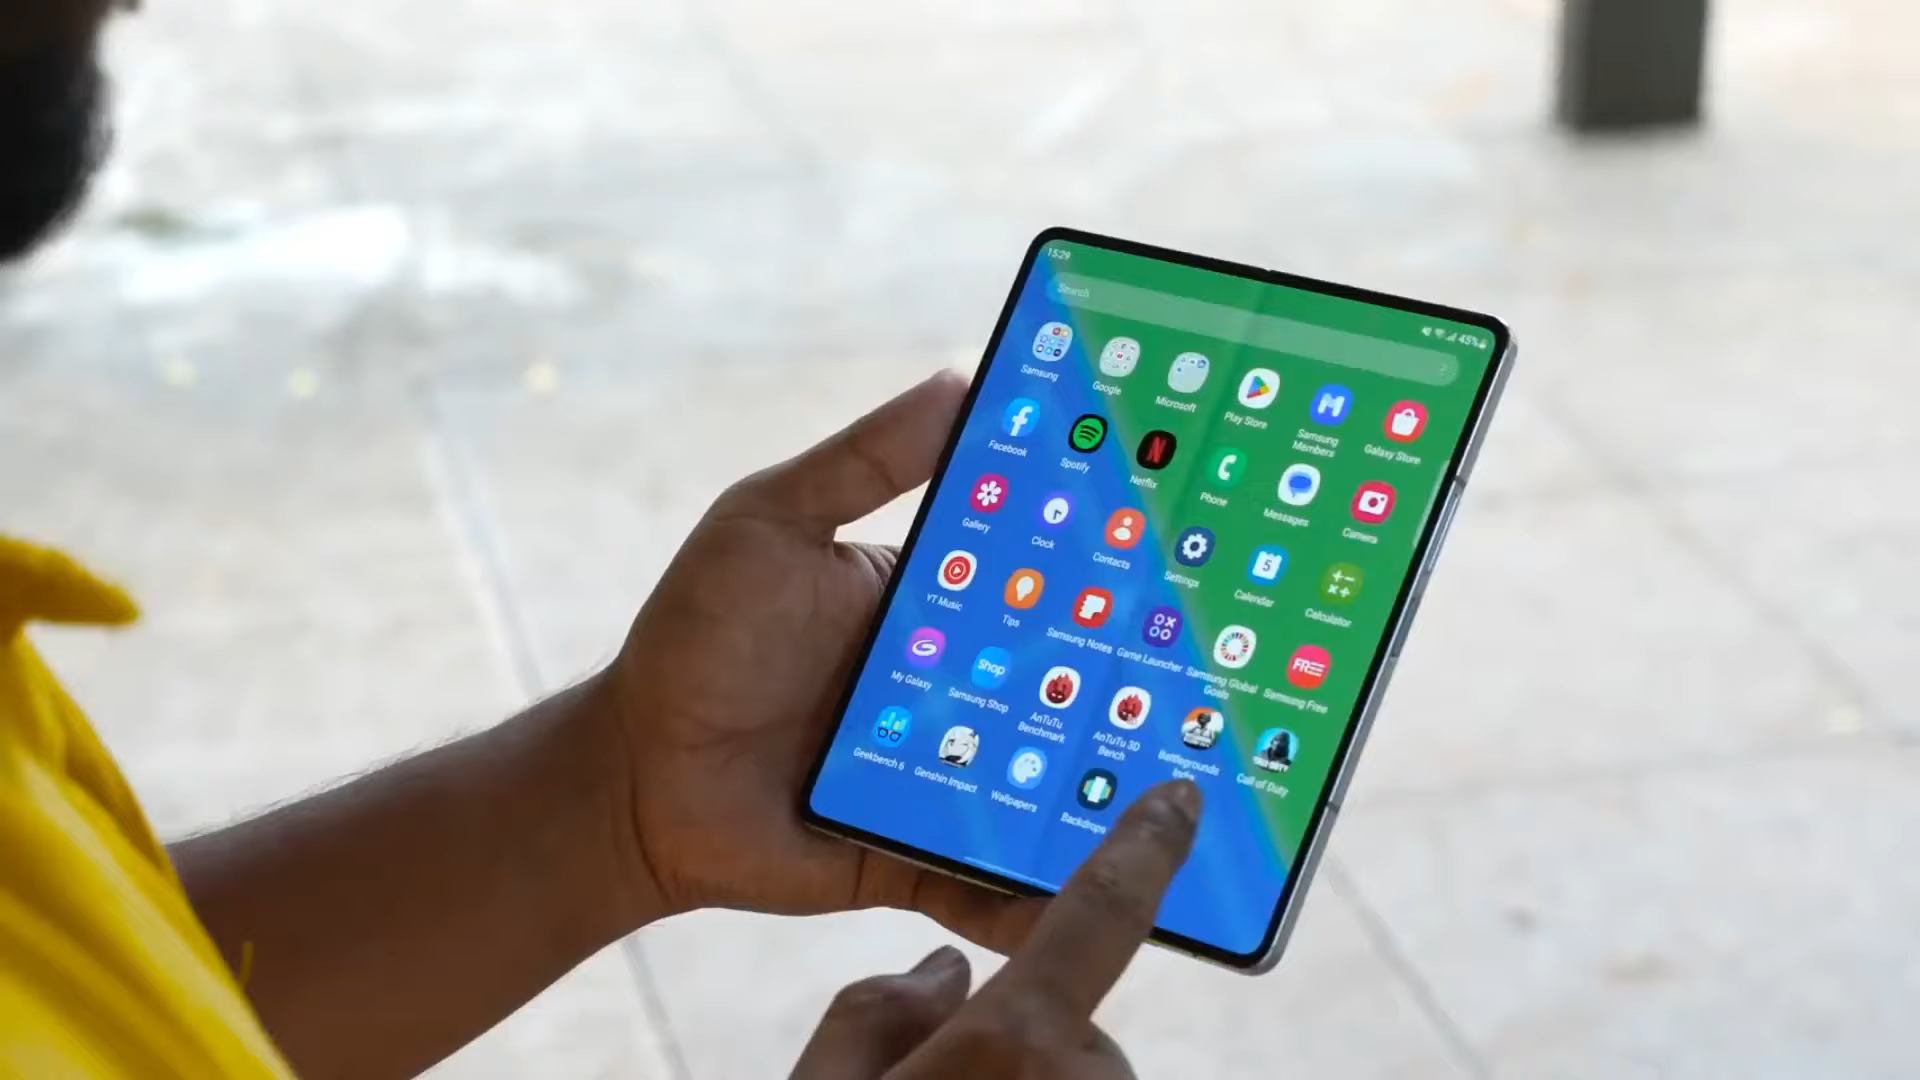 15:29
45%
Search
Samsung
Google
Microsoft
Play Store
Samsung
Members
Galaxy Store
Facebook
Spotify
Netflix
Phone
Messages
Camera
Gallery
Clock
Contacts
Settings
5
Calendar
Calculator
YT Music
Tips
Samsung Notes
Game Launcher
Samsung Global
Goals
FREE
Samsung Free
My Galaxy
Shop
Samsung Shop
AnTuTu
Benchmark
AnTuTu 3D
Bench
Battlegrounds
India
Call of Duty
Geekbench 6
Genshin Impact
Wallpapers
Backdrops